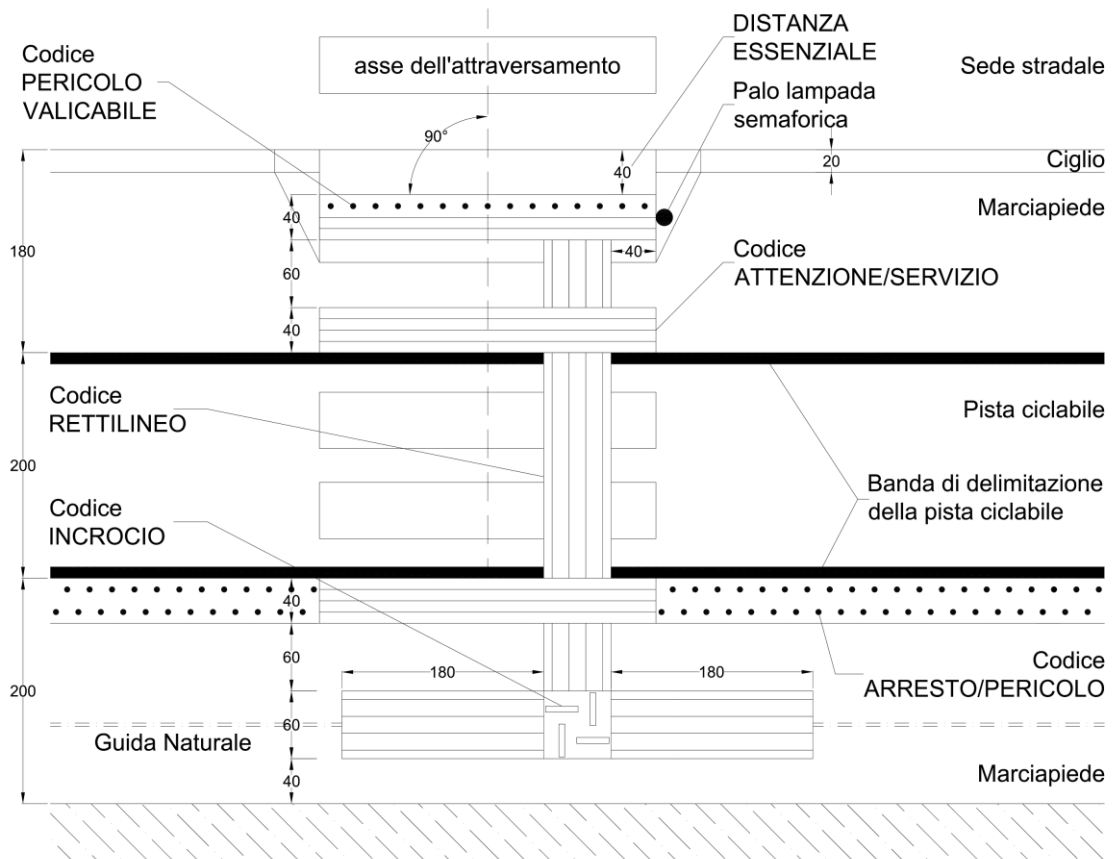 Codice
PERICOLO
VALICABILE
asse dell'attraversamento
DISTANZA
ESSENZIALE
Sede stradale
Palo lampada
semaforica
90°
40
20
Ciglio
Marciapiede
40
180
40
60
Codice
ATTENZIONE/SERVIZIO
40
Codice
RETTILINEO
Pista ciclabile
200
Banda di delimitazione
della pista ciclabile
Codice
INCROCIO
40
60
180
180
Codice
ARRESTO/PERICOLO
200
60
Guida Naturale
40
Marciapiede